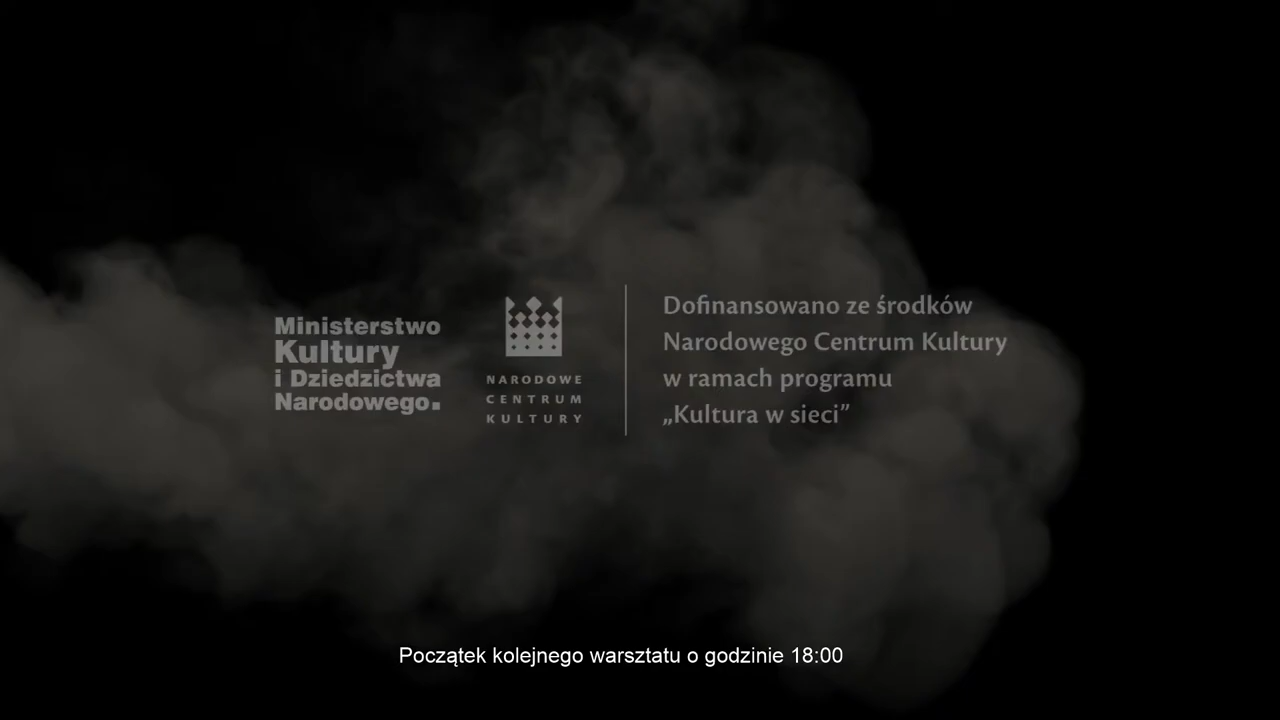 Ministerstwo
Kultury
i Dziedzictwa
Narodowego.
NARODOWE
CENTRUM
KULTURY
Dofinansowano ze środków
Narodowego Centrum Kultury
w ramach programu
„Kultura w sieci”
Początek kolejnego warsztatu o godzinie 18:00